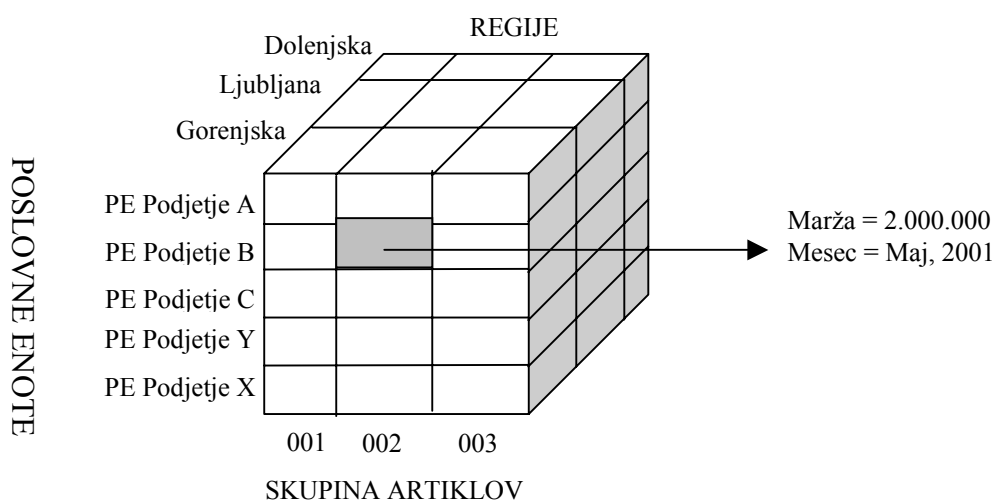 REGIJE
Dolenjska
Ljubljana
Gorenjska
POSLOVNE ENOTE
PE Podjetje A
PE Podjetje B
PE Podjetje C
PE Podjetje Y
PE Podjetje X
Marža = 2.000.000
Mesec = Maj, 2001
001 002 003
SKUPINA ARTIKLOV